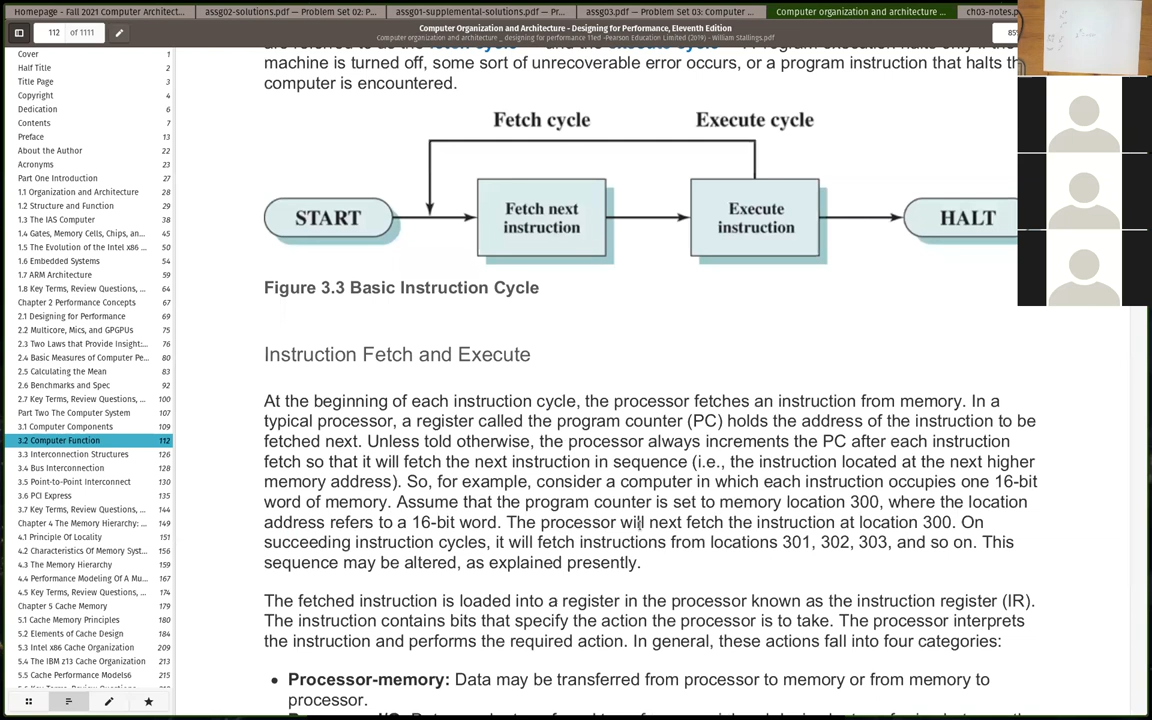 Homepage - Fall 2021 Computer Architect...
assg02-solutions.pdf — Problem Set 02: P...
assg01-supplemental-solutions.pdf — Pr...
assg03.pdf — Problem Set 03: Computer ...
Computer organization and architecture ...
ch03-notes.p
112 of 1111
Computer Organization and Architecture - Designing for Performance, Eleventh Edition
Computer organization and architecture _ designing for performance 11ed -Pearson Education Limited (2019) - William Stallings.pdf
85
Cover 1
Half Title 2
Title Page 3
Copyright 4
Dedication 6
Contents 7
Preface 13
About the Author 22
Acronyms 23
Part One Introduction 27
1.1 Organization and Architecture 28
1.2 Structure and Function 29
1.3 The IAS Computer 38
1.4 Gates, Memory Cells, Chips, an... 45
1.5 The Evolution of the Intel x86 ... 50
1.6 Embedded Systems 54
1.7 ARM Architecture 59
1.8 Key Terms, Review Questions, ... 64
Chapter 2 Performance Concepts 67
2.1 Designing for Performance 69
2.2 Multicore, Mics, and GPGPUs 75
2.3 Two Laws that Provide Insight:... 76
2.4 Basic Measures of Computer Pe... 80
2.5 Calculating the Mean 83
2.6 Benchmarks and Spec 92
2.7 Key Terms, Review Questions, ... 100
Part Two The Computer System 107
3.1 Computer Components 109
3.2 Computer Function 112
3.3 Interconnection Structures 126
3.4 Bus Interconnection 128
3.5 Point-to-Point Interconnect 130
3.6 PCI Express 135
3.7 Key Terms, Review Questions, ... 144
Chapter 4 The Memory Hierarchy: ... 149
4.1 Principle Of Locality 151
4.2 Characteristics Of Memory Syst... 156
4.3 The Memory Hierarchy 159
4.4 Performance Modeling Of A Mu... 167
4.5 Key Terms, Review Questions, ... 174
Chapter 5 Cache Memory 179
5.1 Cache Memory Principles 180
5.2 Elements of Cache Design 184
5.3 Intel x86 Cache Organization 209
5.4 The IBM z13 Cache Organization 213
5.5 Cache Performance Models6 215
machine is turned off, some sort of unrecoverable error occurs, or a program instruction that halts th
computer is encountered.
Fetch cycle
Execute cycle
START
Fetch next
instruction
Execute
instruction
HALT
Figure 3.3 Basic Instruction Cycle
Instruction Fetch and Execute
At the beginning of each instruction cycle, the processor fetches an instruction from memory. In a
typical processor, a register called the program counter (PC) holds the address of the instruction to be
fetched next. Unless told otherwise, the processor always increments the PC after each instruction
fetch so that it will fetch the next instruction in sequence (i.e., the instruction located at the next higher
memory address). So, for example, consider a computer in which each instruction occupies one 16-bit
word of memory. Assume that the program counter is set to memory location 300, where the location
address refers to a 16-bit word. The processor will next fetch the instruction at location 300. On
succeeding instruction cycles, it will fetch instructions from locations 301, 302, 303, and so on. This
sequence may be altered, as explained presently.
The fetched instruction is loaded into a register in the processor known as the instruction register (IR).
The instruction contains bits that specify the action the processor is to take. The processor interprets
the instruction and performs the required action. In general, these actions fall into four categories:
• Processor-memory: Data may be transferred from processor to memory or from memory to
processor.